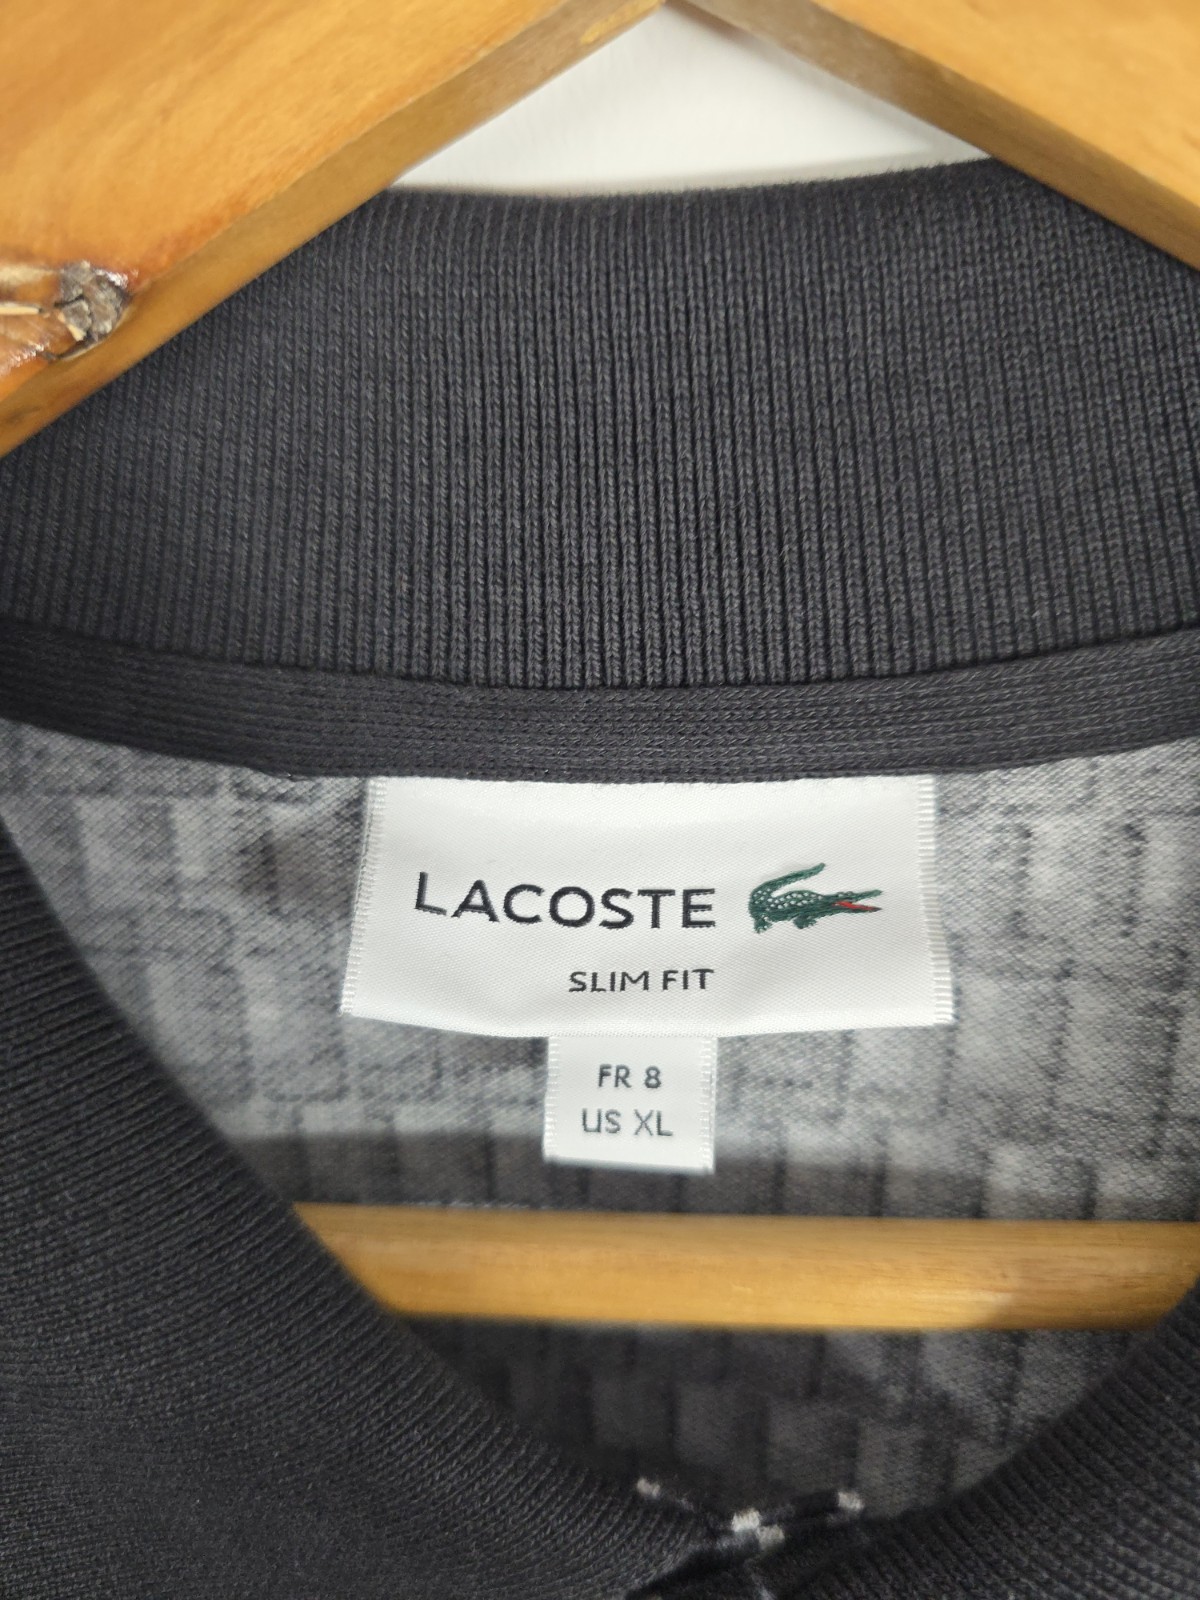 LACOSTE
SLIM FIT
FR 8
US XL